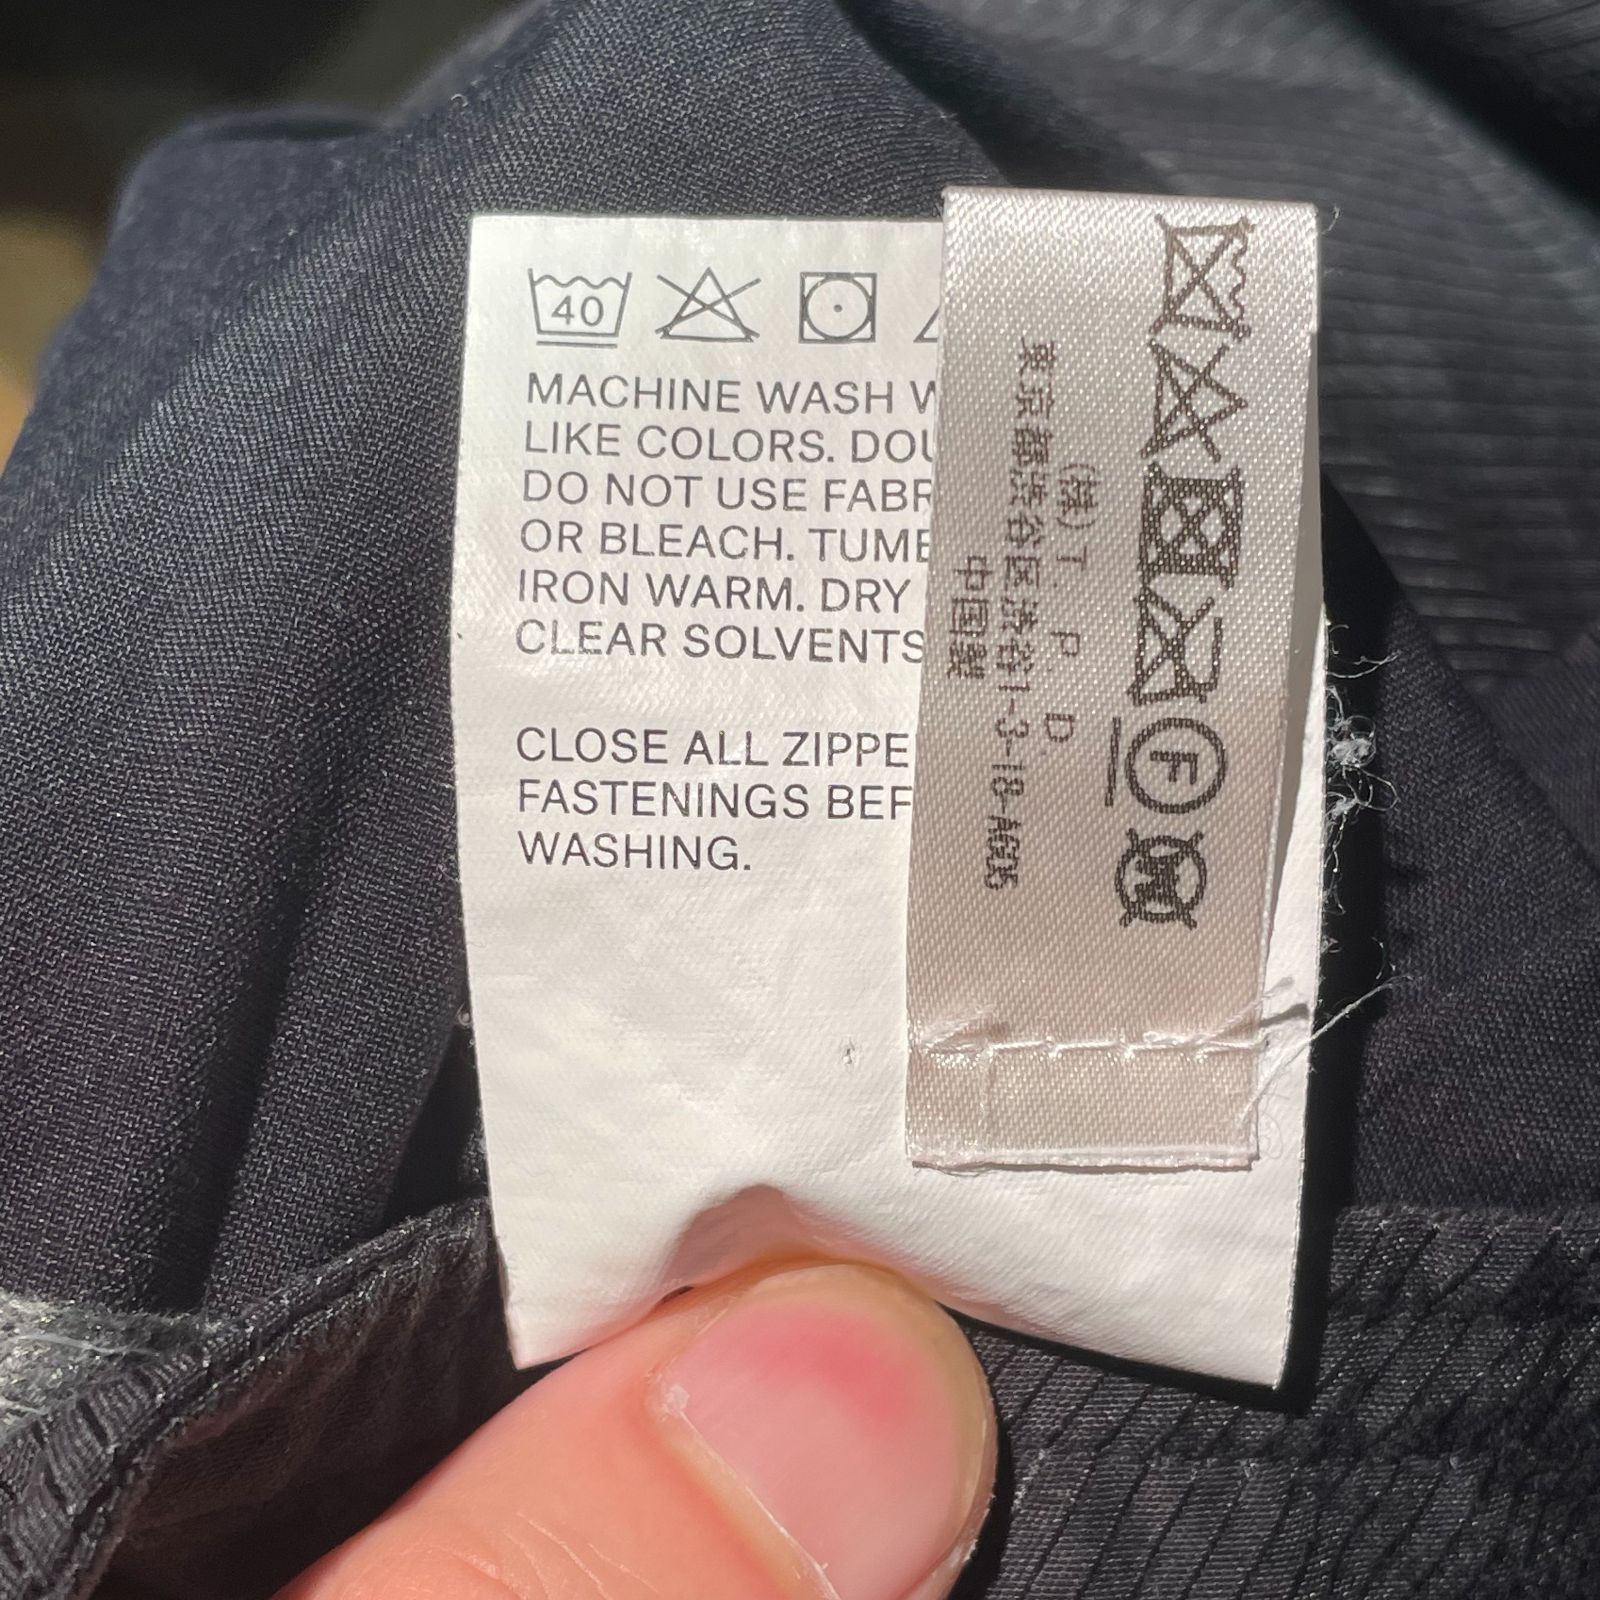 40
MACHINE WASH W
LIKE COLORS. DOU
DO NOT USE FABR
OR BLEACH. TUMB
IRON WARM. DRY
CLEAR SOLVENTS
CLOSE ALL ZIPPE
FASTENINGS BEF
WASHING.
F
W
(株)T. P. D.
東京都渋谷区渋谷1-3-18-A605
中国製